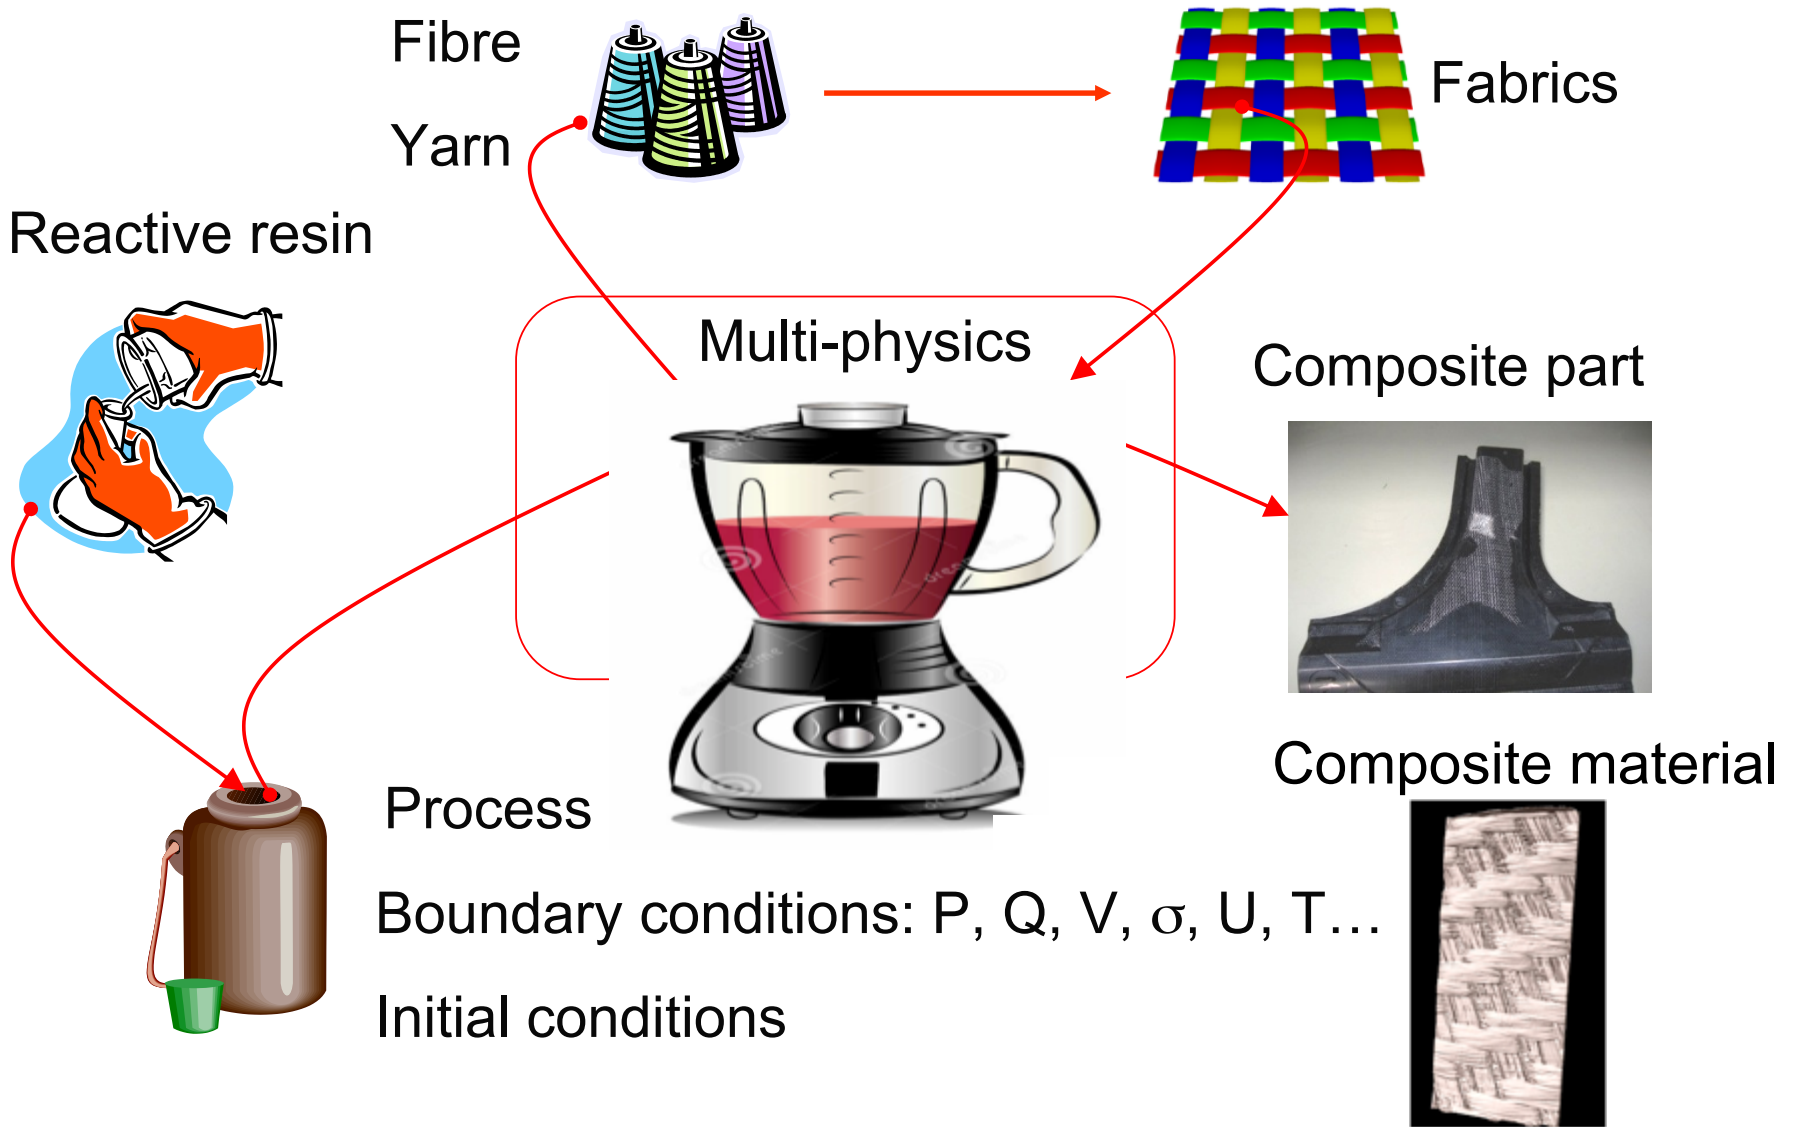 Fibre
Yarn
Fabrics
Reactive resin
Multi-physics
Composite part
Composite material
Process
Boundary conditions: P, Q, V, σ, U, T…
Initial conditions